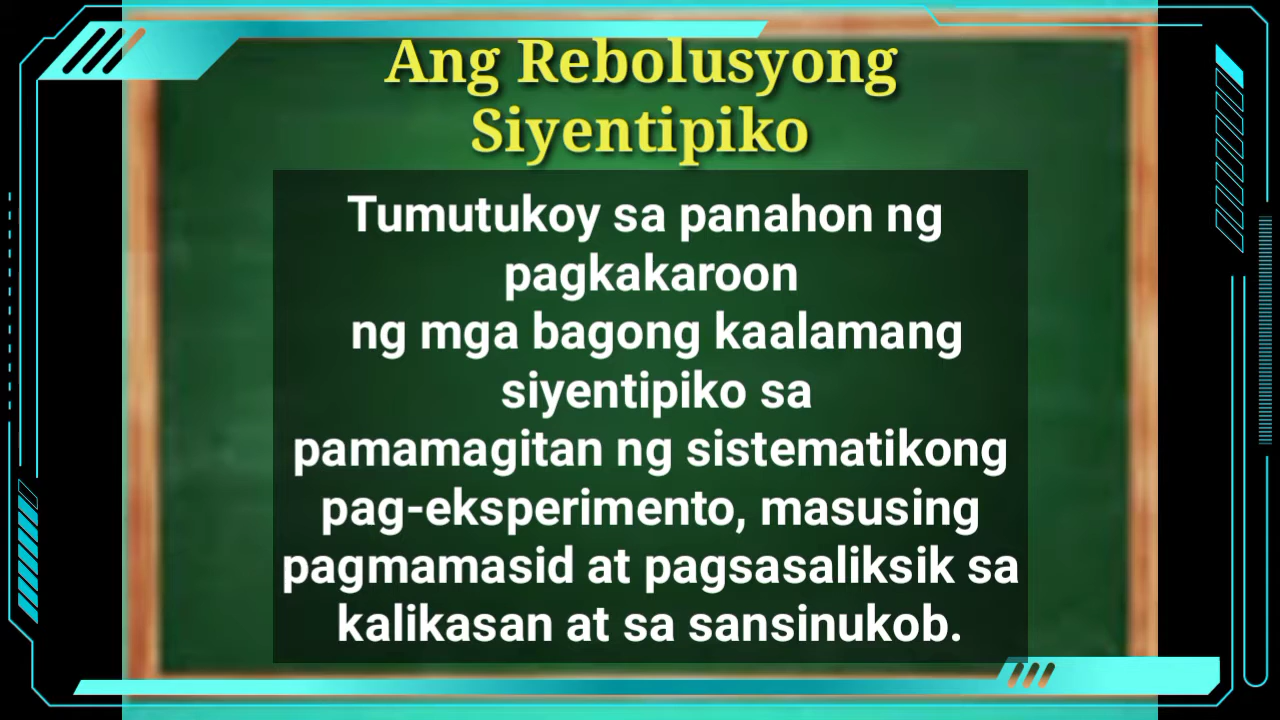 Ang Rebolusyong
Siyentipiko
Tumutukoy sa panahon ng
pagkakaroon
ng mga bagong kaalamang
siyentipiko sa
pamamagitan ng sistematikong
pag-eksperimento, masusing
pagmamasid at pagsasaliksik sa
kalikasan at sa sansinukob.